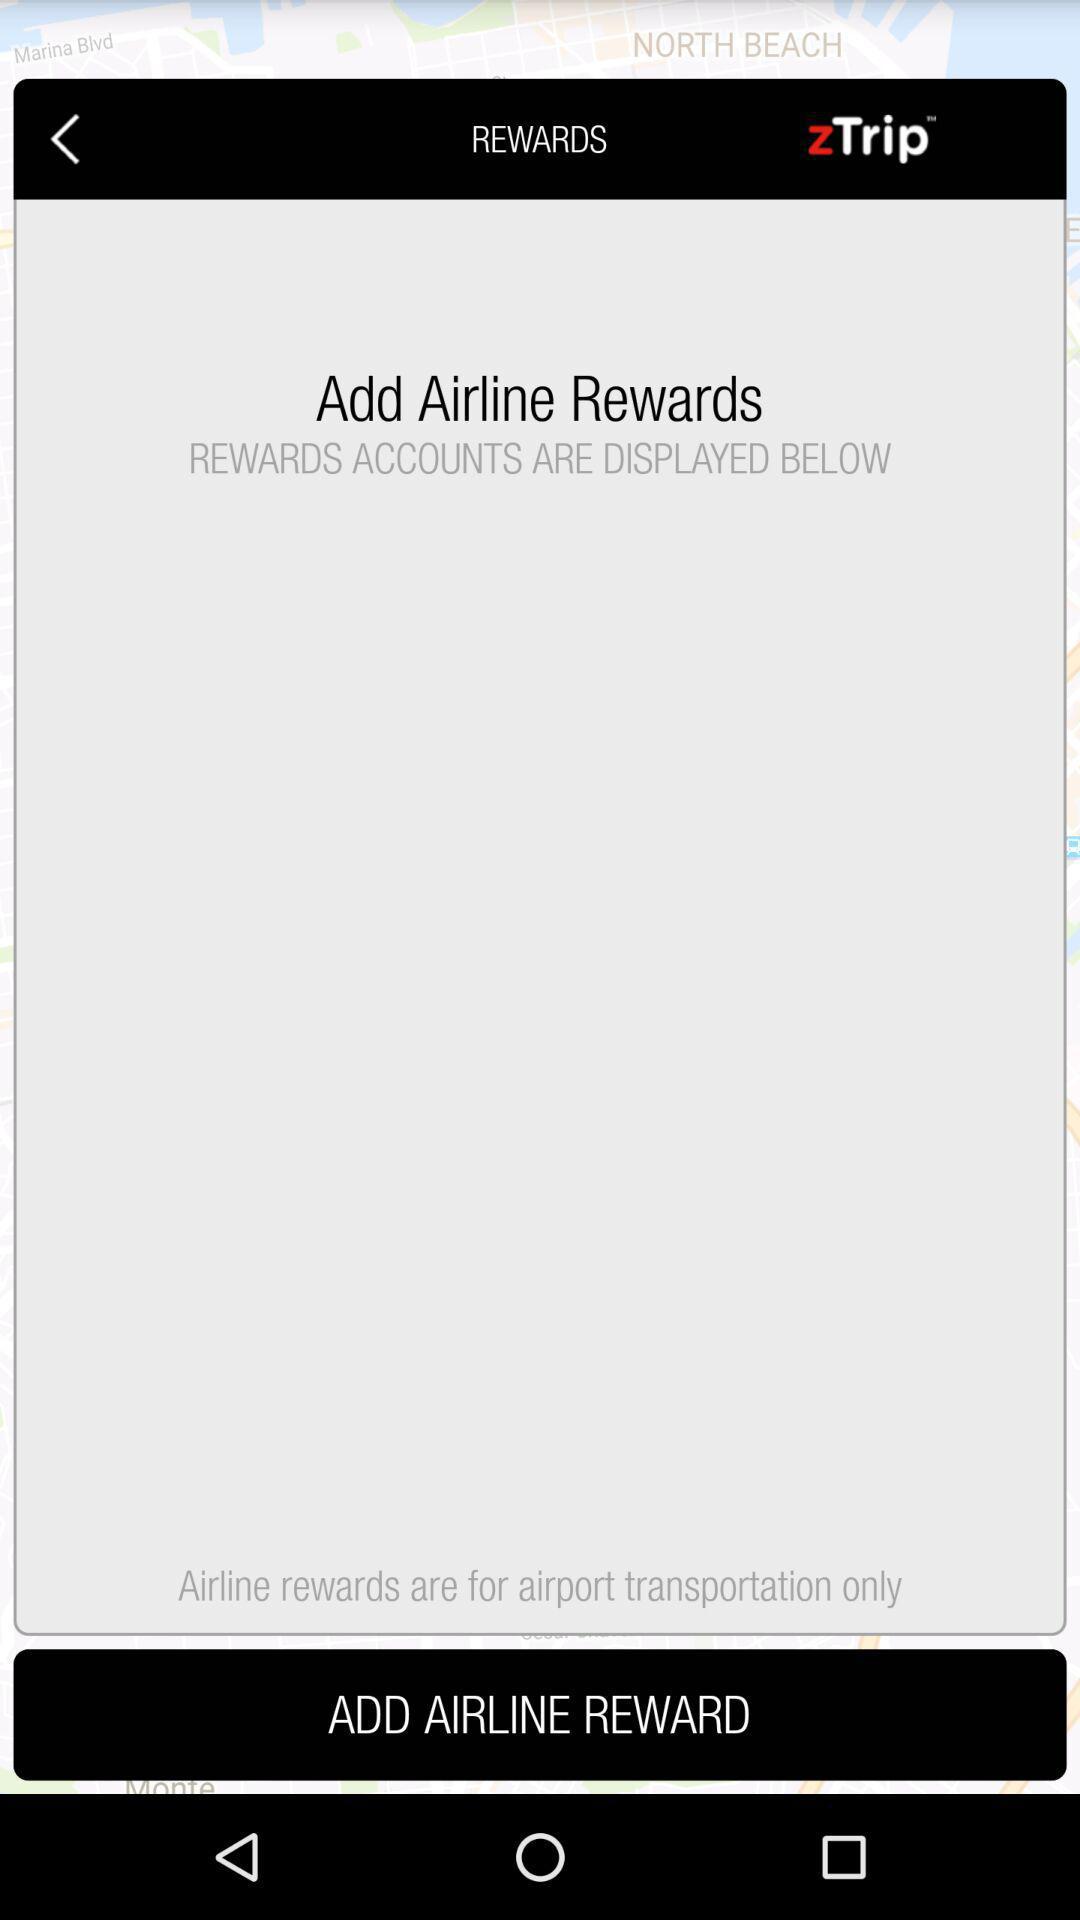 Marina Blvd
NORTH BEACH
REWARDS
zTrip™
Add Airline Rewards
REWARDS ACCOUNTS ARE DISPLAYED BELOW
Airline rewards are for airport transportation only
ADD AIRLINE REWARD
Monte